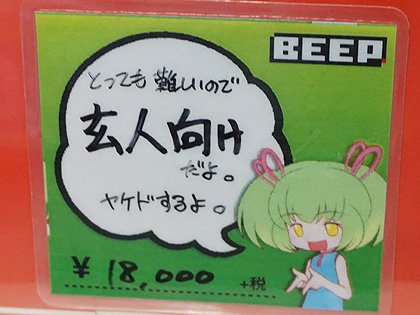 BEEP
とっても難しいので
玄人向け
だよ。
ヤケドするよ。
¥ 18,000 +税